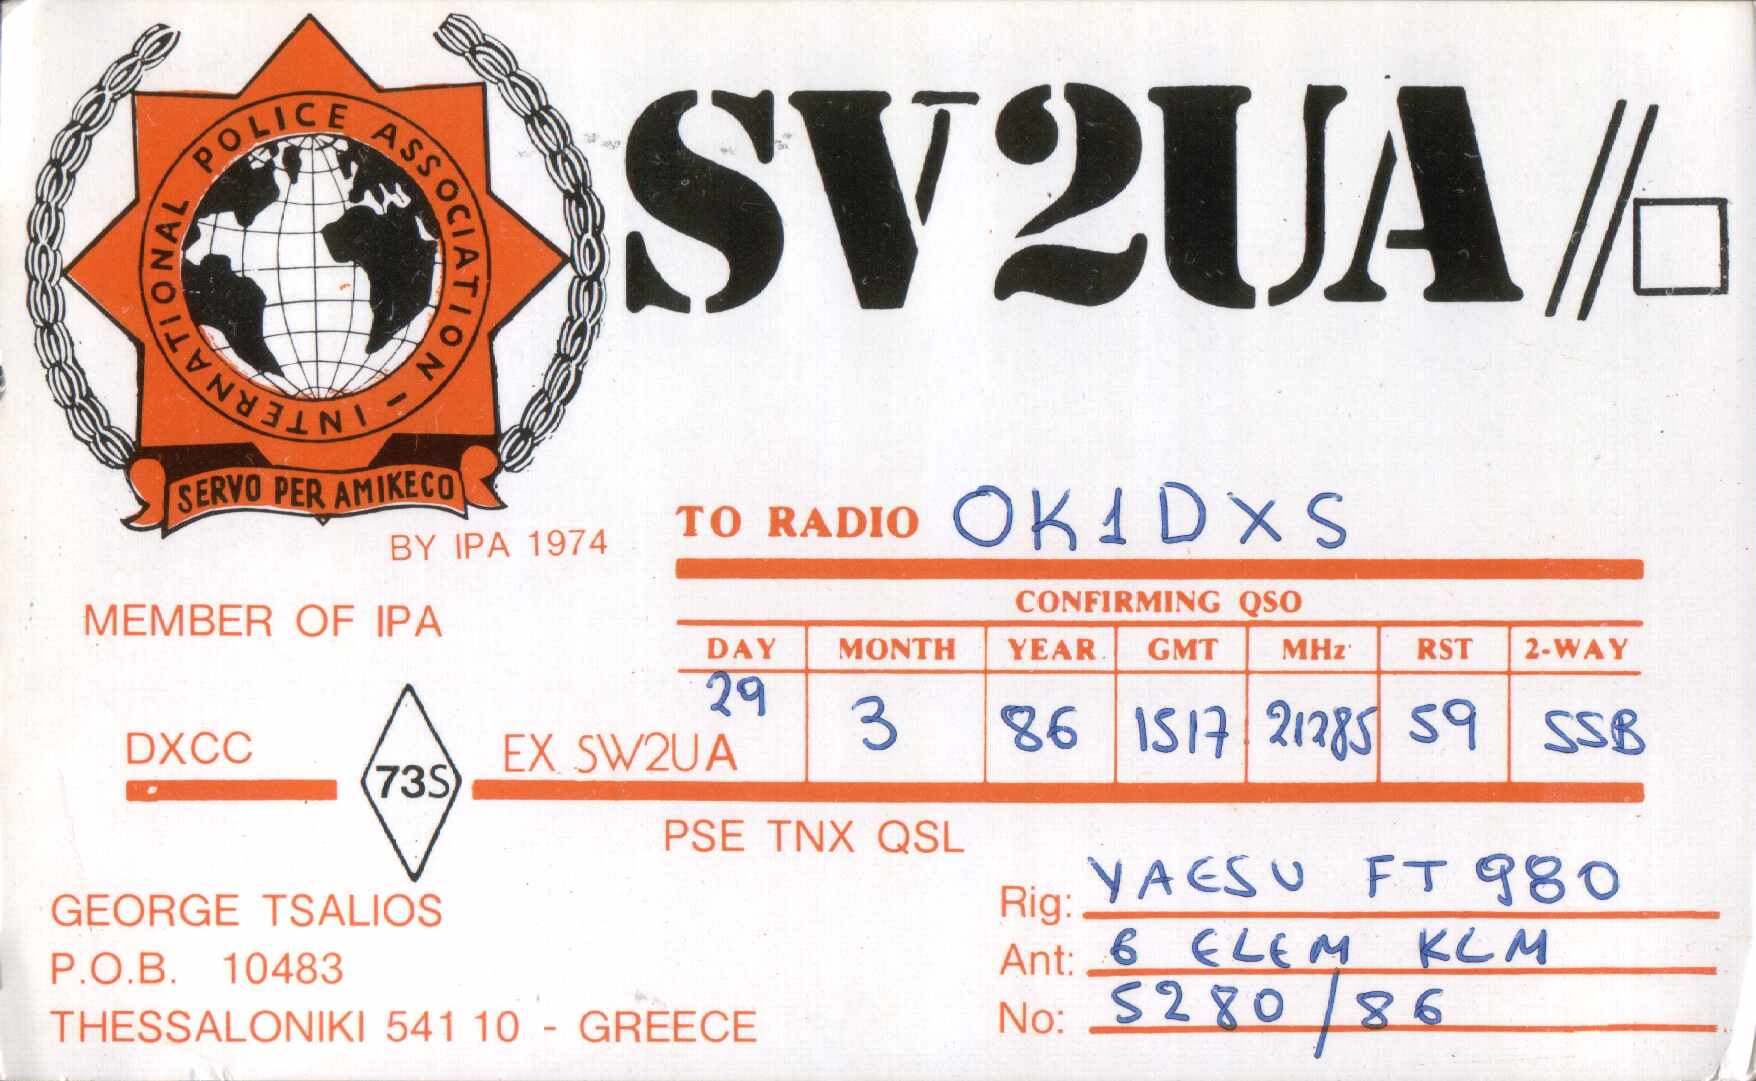 INTERNATIONAL POLICE ASSOCIATION -
SERVO PER AMIKECO
BY IPA 1974
MEMBER OF IPA
SV2UA //
TO RADIO OK1DXS
CONFIRMING QSO
DAY MONTH YEAR GMT MHz RST 2-WAY
29 3 86 1517 21285 59 SSB
DXCC 73S EX SW2UA
PSE TNX QSL
GEORGE TSALIOS
P.O.B. 10483
THESSALONIKI 541 10 - GREECE
Rig: YAESU FT 980
Ant: 6 ELEM KLM
No: 5280/86